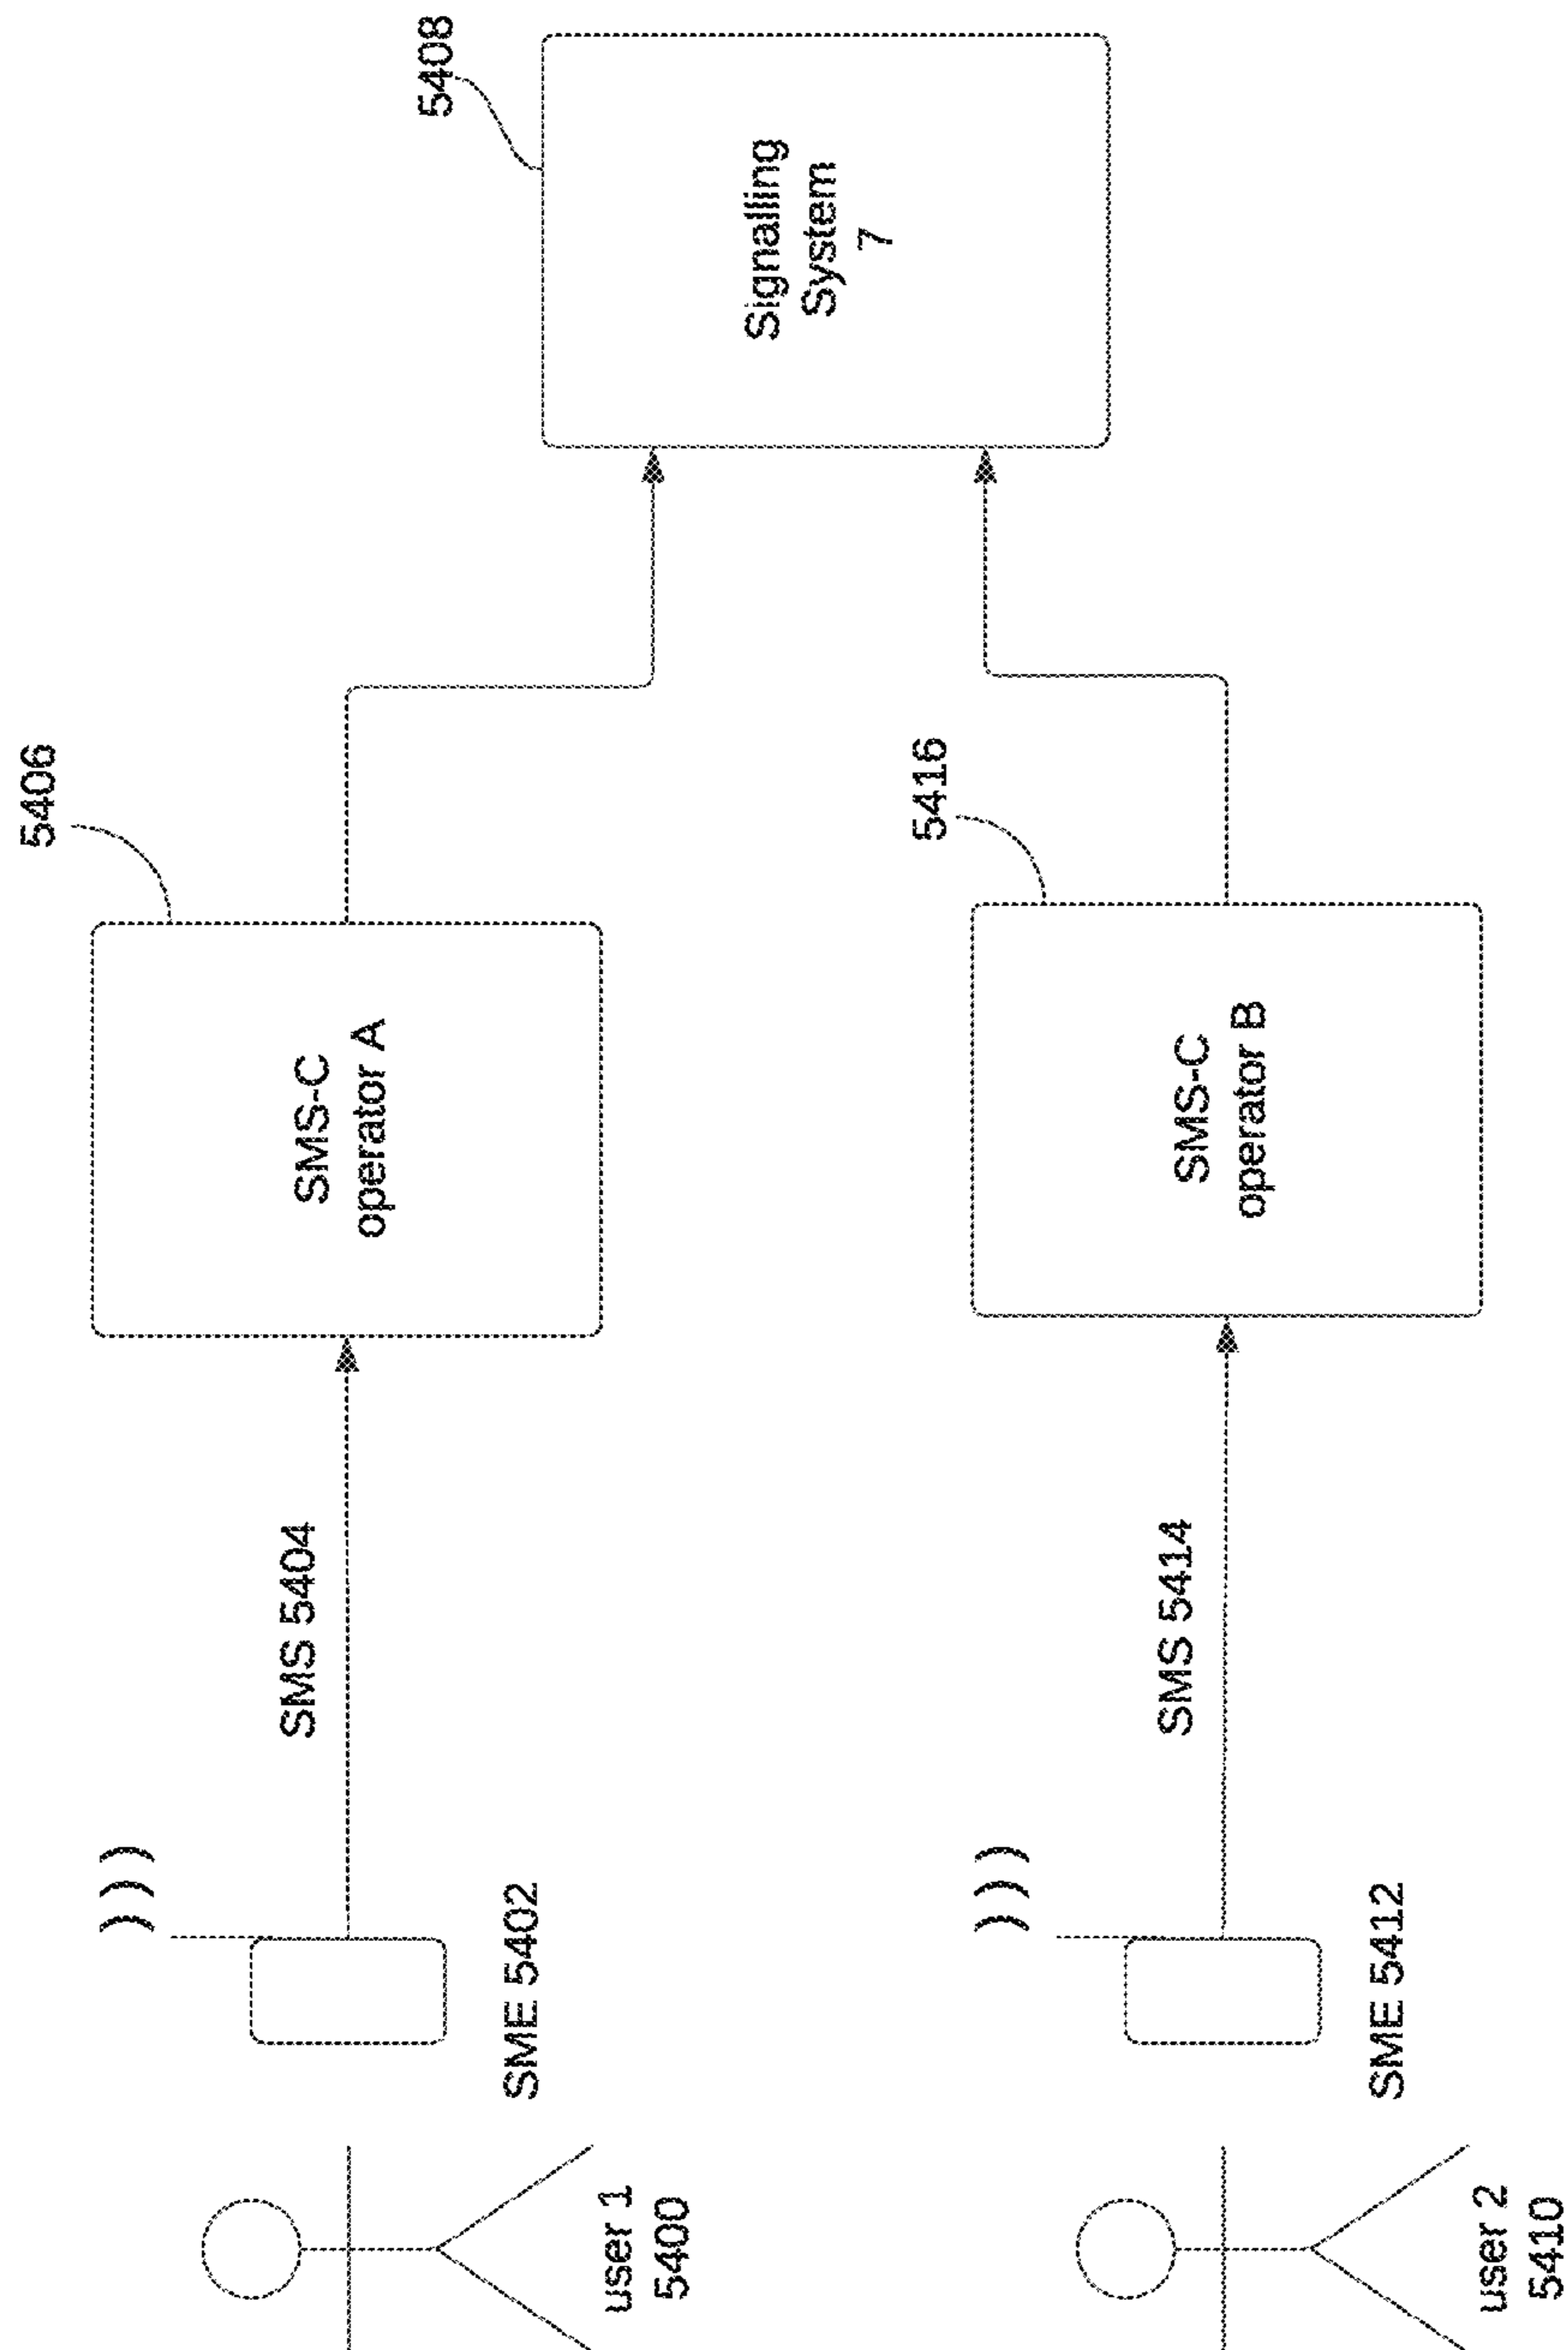 5406
SMS-C
operator A
SMS 5404
SME 5402
user 1
5400
5408
Signalling
System
7
5416
SMS-C
operator B
SMS 5414
SME 5412
user 2
5410